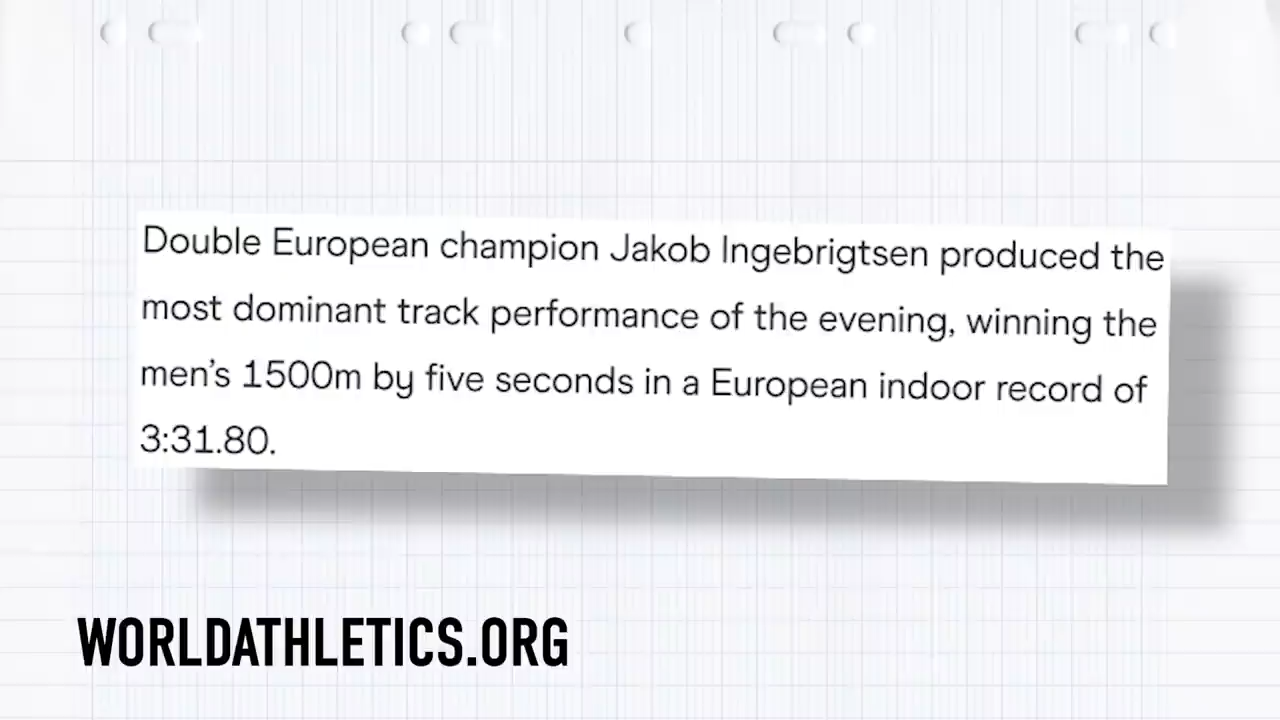 Double European champion Jakob Ingebrigtsen produced the
most dominant track performance of the evening, winning the
men’s 1500m by five seconds in a European indoor record of
3:31.80.
WORLDATHLETICS.ORG